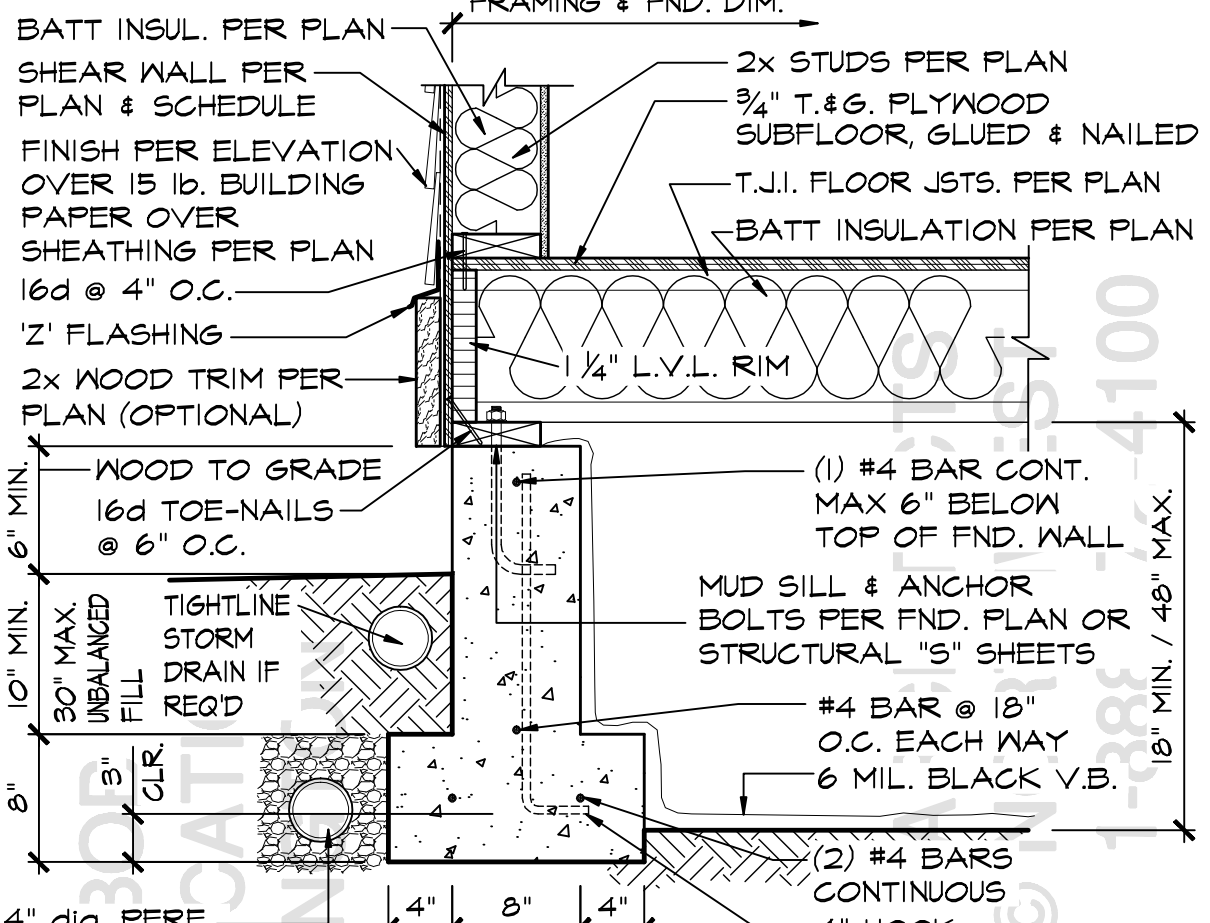 FRAMING & FND. DIM.
BATT INSUL. PER PLAN
SHEAR WALL PER
PLAN & SCHEDULE
FINISH PER ELEVATION
OVER 15 lb. BUILDING
PAPER OVER
SHEATHING PER PLAN
16d @ 4" O.C.
'Z' FLASHING
2x WOOD TRIM PER
PLAN (OPTIONAL)
WOOD TO GRADE
16d TOE-NAILS
@ 6" O.C.
2x STUDS PER PLAN
3/4" T.&G. PLYWOOD
SUBFLOOR, GLUED & NAILED
T.J.I. FLOOR JSTS. PER PLAN
BATT INSULATION PER PLAN
1 1/4" L.V.L. RIM
(1) #4 BAR CONT.
MAX 6" BELOW
TOP OF FND. WALL
MUD SILL & ANCHOR
BOLTS PER FND. PLAN OR
STRUCTURAL "S" SHEETS
#4 BAR @ 18"
O.C. EACH WAY
6 MIL. BLACK V.B.
(2) #4 BARS
CONTINUOUS
4" HOOK
18" MIN. / 48" MAX.
6" MIN.
10" MIN.
30" MAX.
UNBALANCED
FILL
TIGHTLINE
STORM
DRAIN IF
REQ'D
8"
3"
CLR.
4" dia. PERF
4"
8"
4"